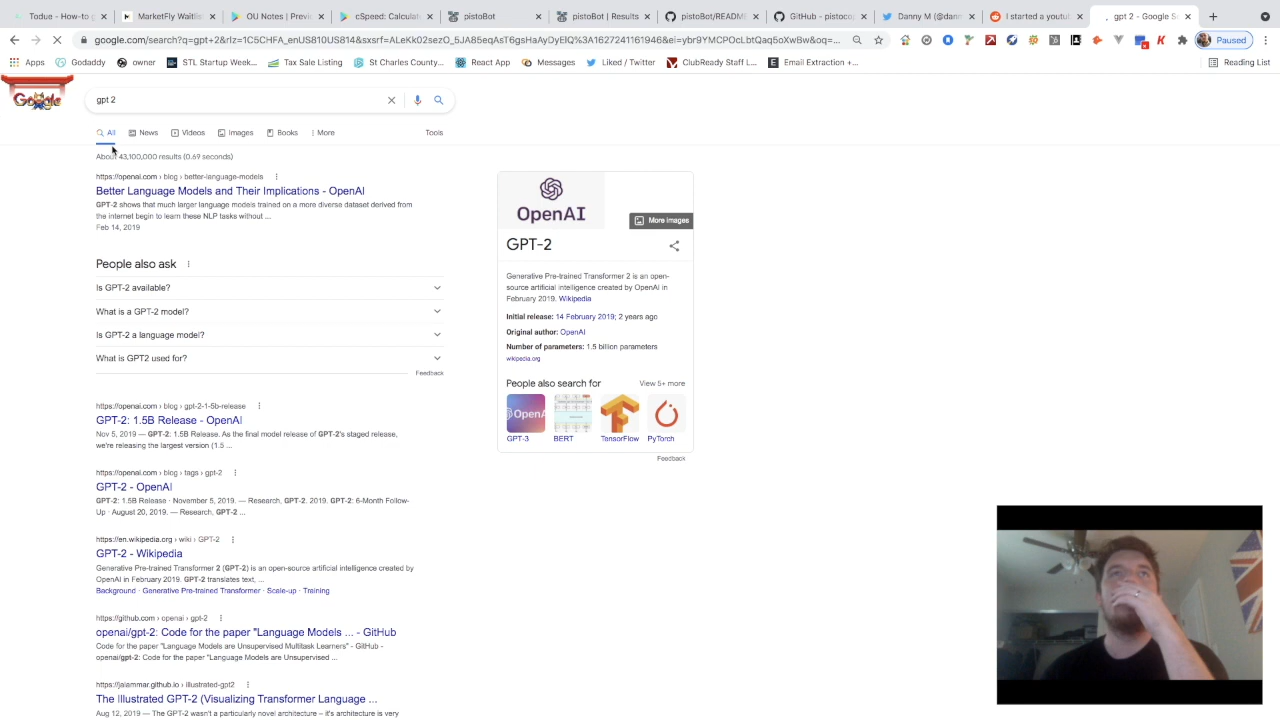 Todue - How-to g
MarketFly Waitlis
OU Notes | Previ
cSpeed: Calculat
pistoBot
pistoBot | Results
pistoBot/README
GitHub - pistocop
Danny M (@dann
I started a youtub
gpt 2 - Google S
google.com/search?q=gpt+2&rlz=1C5CHFA_enUS810US814&sxsrf=ALeKk02sezO_5JA85eqAsT6gsHaAyDyElQ%3A1627241161946&ei=ybr9YMCPOcLbtQaq5oXwBw&oq=...
Paused
Apps
Godaddy
owner
STL Startup Week...
Tax Sale Listing
St Charles County...
React App
Messages
Liked / Twitter
ClubReady Staff L...
Email Extraction +...
Reading List
Google
gpt 2
All
News
Videos
Images
Books
More
Tools
About 43,100,000 results (0.69 seconds)
https://openai.com › blog › better-language-models
Better Language Models and Their Implications - OpenAI
GPT-2 shows that much larger language models trained on a more diverse dataset derived from
the internet begin to learn these NLP tasks without ...
Feb 14, 2019
People also ask
Is GPT-2 available?
What is a GPT-2 model?
Is GPT-2 a language model?
What is GPT2 used for?
Feedback
https://openai.com › blog › gpt-2-1-5b-release
GPT-2: 1.5B Release - OpenAI
Nov 5, 2019 — GPT-2: 1.5B Release. As the final model release of GPT-2's staged release,
we're releasing the largest version (1.5 ...
https://openai.com › blog › tags › gpt-2
GPT-2 - OpenAI
GPT-2: 1.5B Release · November 5, 2019. — Research, GPT-2. 2019. GPT-2: 6-Month Follow-
Up · August 20, 2019. — Research, GPT-2 ...
https://en.wikipedia.org › wiki › GPT-2
GPT-2 - Wikipedia
Generative Pre-trained Transformer 2 (GPT-2) is an open-source artificial intelligence created by
OpenAI in February 2019. GPT-2 translates text, ...
Background · Generative Pre-trained Transformer · Scale-up · Training
https://github.com › openai › gpt-2
openai/gpt-2: Code for the paper "Language Models ... - GitHub
Code for the paper "Language Models are Unsupervised Multitask Learners" - GitHub -
openai/gpt-2: Code for the paper "Language Models are Unsupervised ...
https://jalammar.github.io › illustrated-gpt2
The Illustrated GPT-2 (Visualizing Transformer Language ...
Aug 12, 2019 — The GPT-2 wasn't a particularly novel architecture – it's architecture is very
OpenAI
More images
GPT-2
Generative Pre-trained Transformer 2 is an open-
source artificial intelligence created by OpenAI in
February 2019. Wikipedia
Initial release: 14 February 2019; 2 years ago
Original author: OpenAI
Number of parameters: 1.5 billion parameters
wikipedia.org
People also search for
View 5+ more
OpenA
GPT-3
BERT
TensorFlow
PyTorch
Feedback